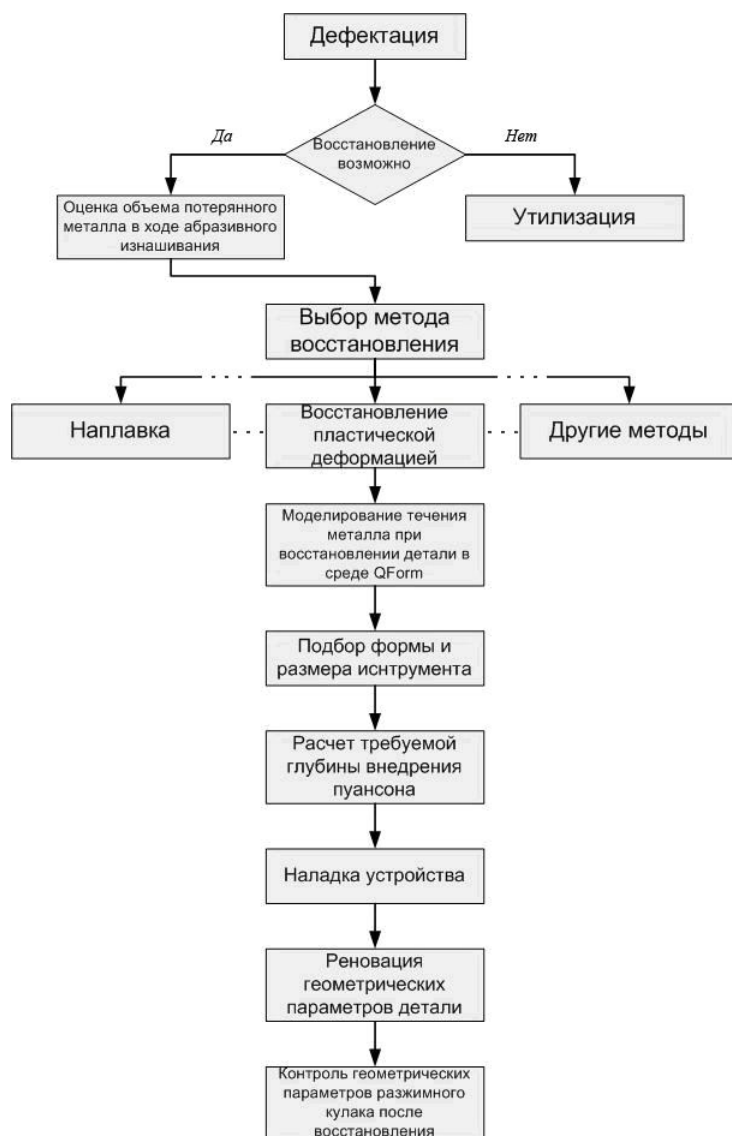 Дефектация
Да
Восстановление
возможно
Нет
Оценка объема потерянного
металла в ходе абразивного
изнашивания
Утилизация
Выбор метода
восстановления
Наплавка
Восстановление
пластической
деформацией
Другие методы
Моделирование течения
металла при
восстановлении детали в
среде QForm
Подбор формы и
размера иснтрумента
Расчет требуемой
глубины внедрения
пуансона
Наладка устройства
Реновация
геометрических
параметров детали
Контроль геометрических
параметров разжимного
кулака после
восстановления